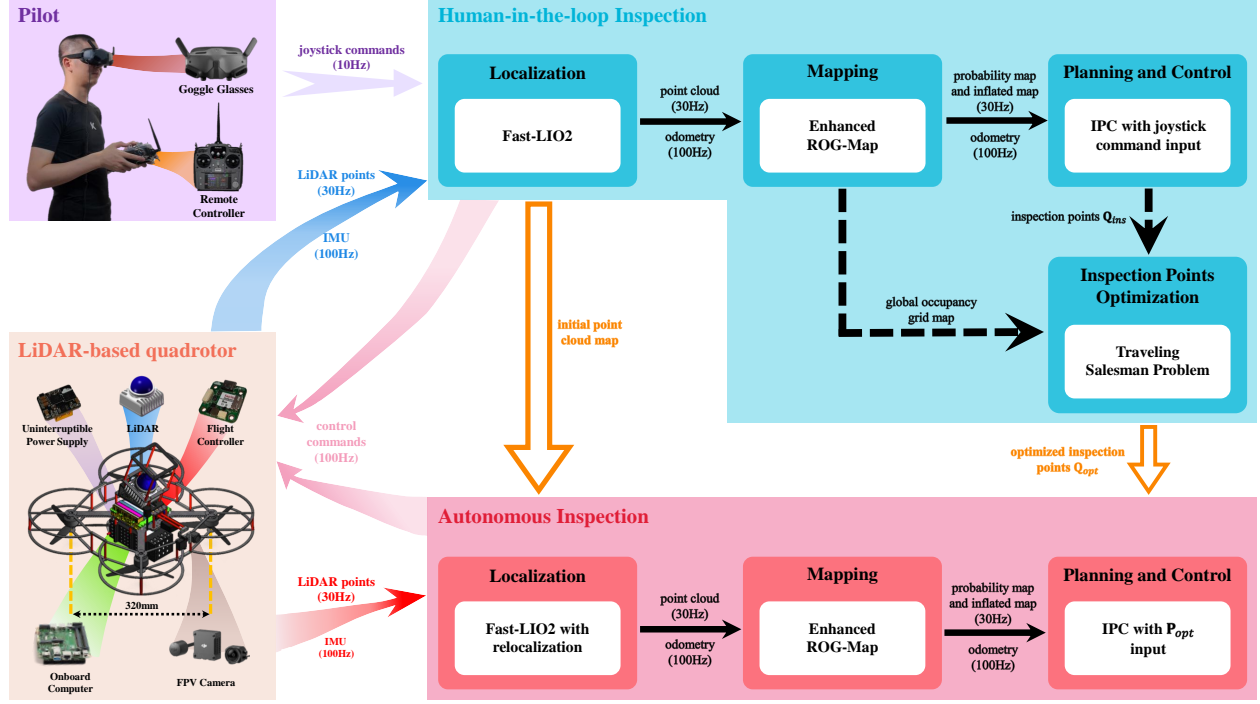 Pilot
Goggle Glasses
Remote
Controller
joystick commands
(10Hz)
LiDAR points
(30Hz)
IMU
(100Hz)
Human-in-the-loop Inspection
Localization
Fast-LIO2
point cloud
(30Hz)
odometry
(100Hz)
Mapping
Enhanced
ROG-Map
probability map
and inflated map
(30Hz)
odometry
(100Hz)
Planning and Control
IPC with joystick
command input
inspection points Q_ins
global occupancy
grid map
Inspection Points
Optimization
Traveling
Salesman Problem
initial point
cloud map
optimized inspection
points Q_opt
control
commands
(100Hz)
LiDAR-based quadrotor
Uninterruptible
Power Supply
LiDAR
Flight
Controller
320mm
Onboard
Computer
FPV Camera
LiDAR points
(30Hz)
IMU
(100Hz)
Autonomous Inspection
Localization
Fast-LIO2 with
relocalization
point cloud
(30Hz)
odometry
(100Hz)
Mapping
Enhanced
ROG-Map
probability map
and inflated map
(30Hz)
odometry
(100Hz)
Planning and Control
IPC with P_opt
input